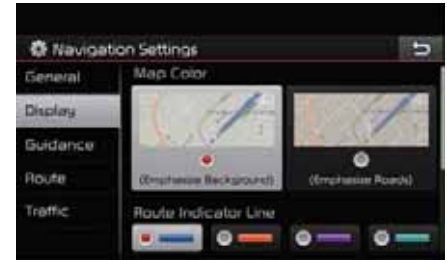 Navigation Settings
General
Map Color
Display
(Emphasize Background)
(Emphasize Roads)
Guidance
Route
Traffic
Route Indicator Line